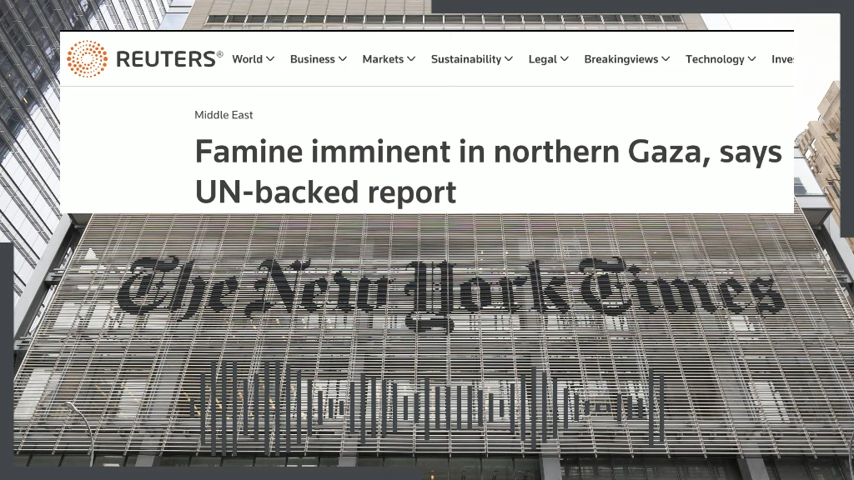 REUTERS®
World Business Markets Sustainability Legal Breakingviews Technology Inve
Middle East
Famine imminent in northern Gaza, says
UN-backed report
The New York Times